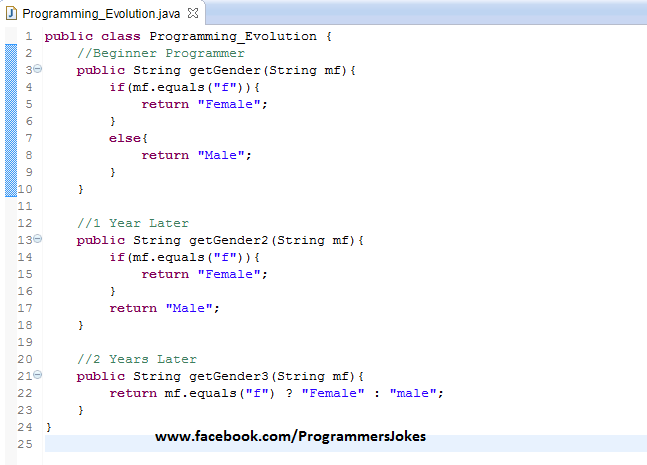 Programming_Evolution.java
1 public class Programming_Evolution {
2 //Beginner Programmer
3 public String getGender(String mf){
4 if(mf.equals("f")){
5 return "Female";
6 }
7 else{
8 return "Male";
9 }
10 }
11
12 //1 Year Later
13 public String getGender2(String mf){
14 if(mf.equals("f")){
15 return "Female";
16 }
17 return "Male";
18 }
19
20 //2 Years Later
21 public String getGender3(String mf){
22 return mf.equals("f") ? "Female" : "male";
23 }
24 }
www.facebook.com/ProgrammersJokes
25